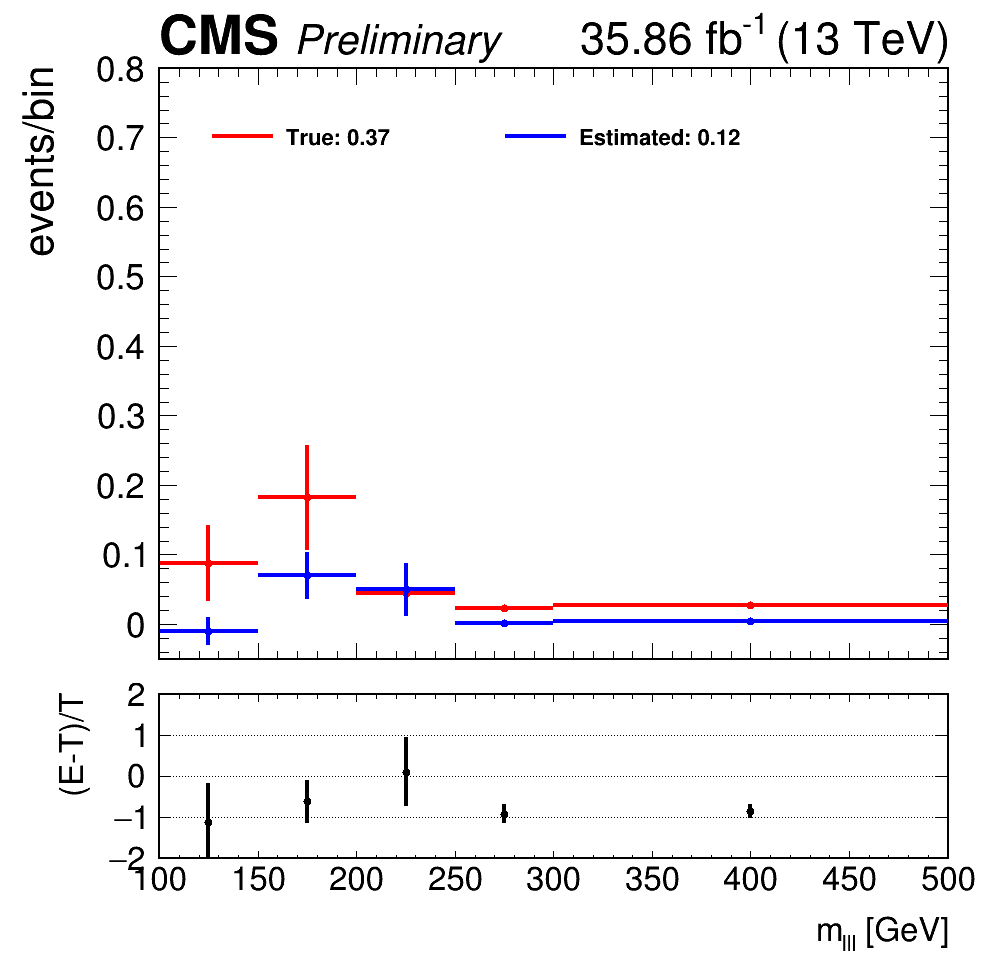 CMS Preliminary 35.86 fb⁻¹ (13 TeV)
events/bin
0.8
0.7
0.6
0.5
0.4
0.3
0.2
0.1
0
True: 0.37
Estimated: 0.12
(E-T)/T
2
1
0
−1
−2
100 150 200 250 300 350 400 450 500
m_lll [GeV]